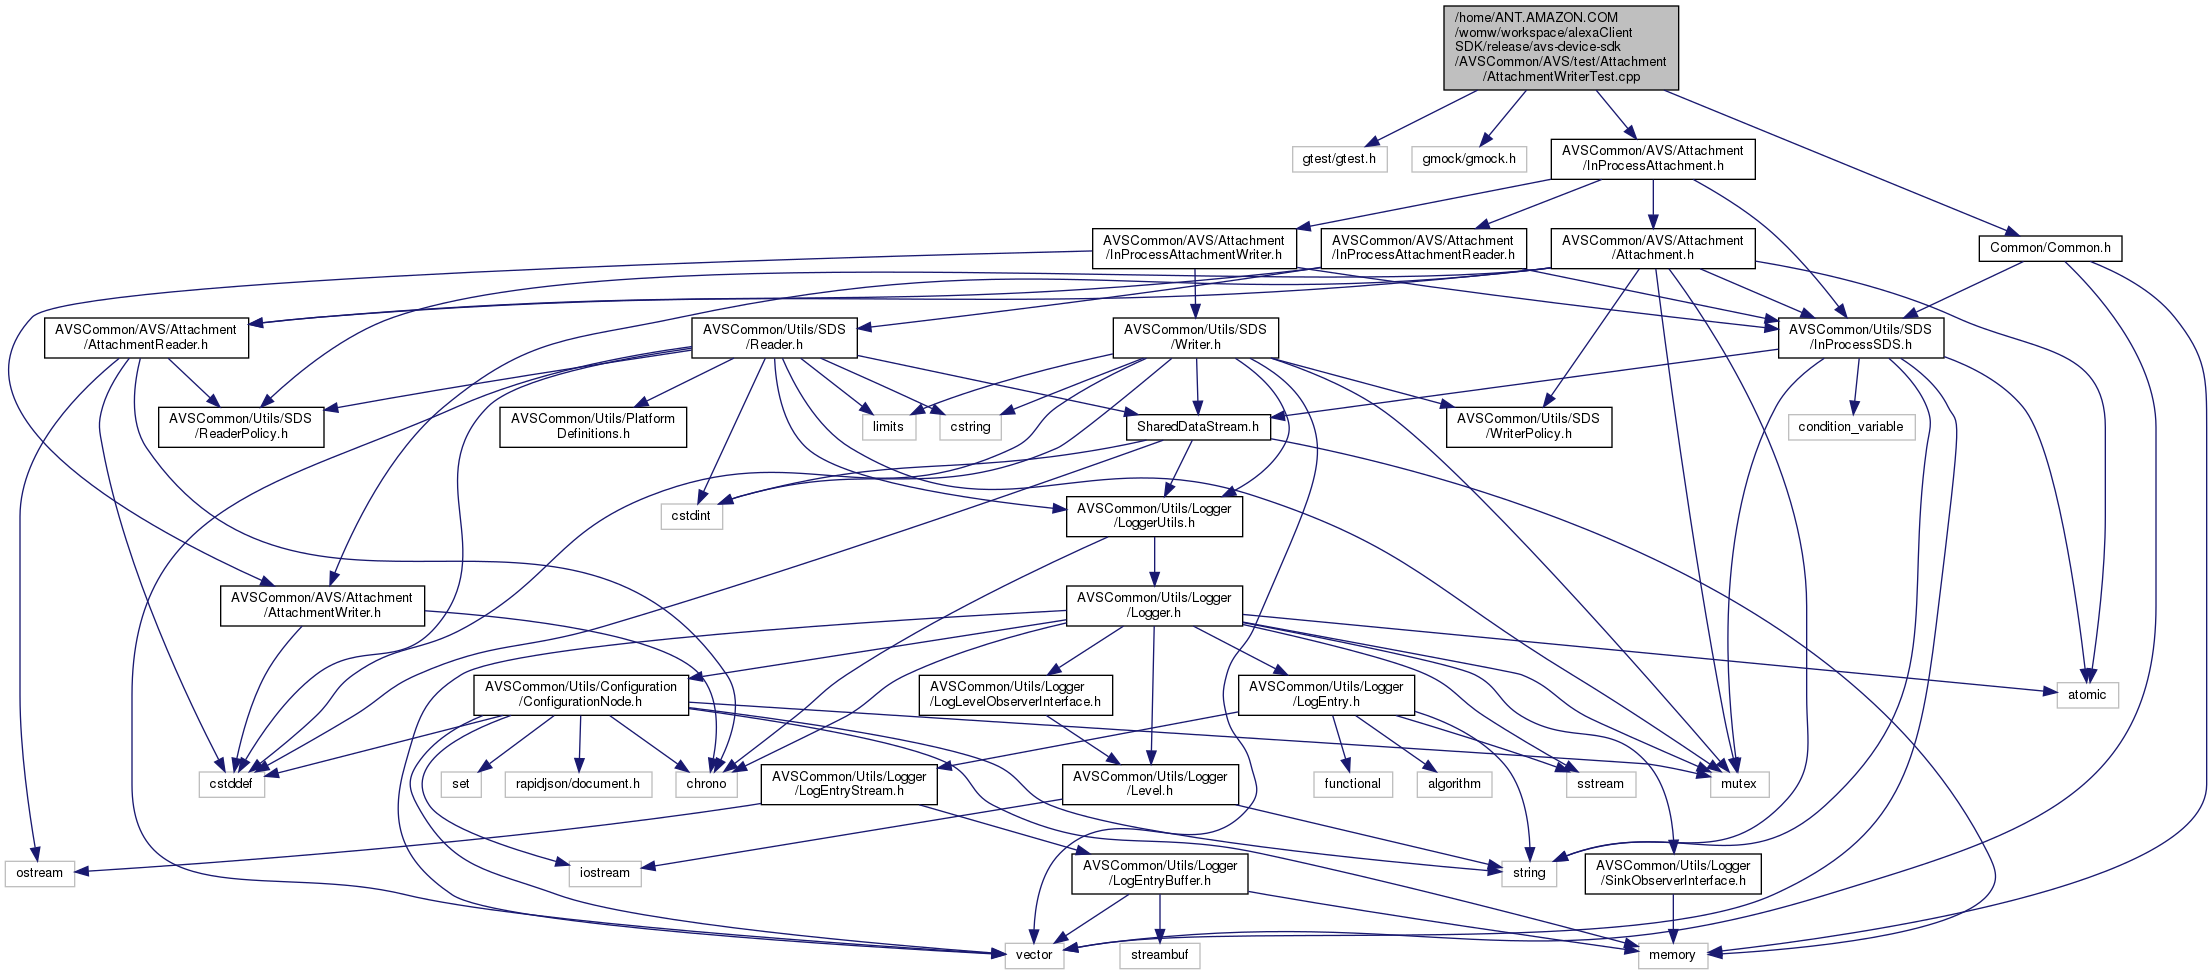 /home/ANT.AMAZON.COM
/womw/workspace/alexaClient
SDK/release/avs-device-sdk
/AVSCommon/AVS/test/Attachment
/AttachmentWriterTest.cpp
gtest/gtest.h
gmock/gmock.h
AVSCommon/AVS/Attachment
/InProcessAttachment.h
AVSCommon/AVS/Attachment
/InProcessAttachmentWriter.h
AVSCommon/AVS/Attachment
/InProcessAttachmentReader.h
AVSCommon/AVS/Attachment
/Attachment.h
Common/Common.h
AVSCommon/AVS/Attachment
/AttachmentReader.h
AVSCommon/Utils/SDS
/Reader.h
AVSCommon/Utils/SDS
/Writer.h
AVSCommon/Utils/SDS
/InProcessSDS.h
AVSCommon/Utils/SDS
/ReaderPolicy.h
AVSCommon/Utils/Platform
Definitions.h
limits
cstring
SharedDataStream.h
AVSCommon/Utils/SDS
/WriterPolicy.h
condition_variable
cstdint
AVSCommon/Utils/Logger
/LoggerUtils.h
AVSCommon/AVS/Attachment
/AttachmentWriter.h
AVSCommon/Utils/Logger
/Logger.h
AVSCommon/Utils/Configuration
/ConfigurationNode.h
AVSCommon/Utils/Logger
/LogLevelObserverInterface.h
AVSCommon/Utils/Logger
/LogEntry.h
atomic
cstddef
set
rapidjson/document.h
chrono
AVSCommon/Utils/Logger
/LogEntryStream.h
AVSCommon/Utils/Logger
/Level.h
functional
algorithm
sstream
mutex
ostream
iostream
AVSCommon/Utils/Logger
/LogEntryBuffer.h
string
AVSCommon/Utils/Logger
/SinkObserverInterface.h
vector
streambuf
memory